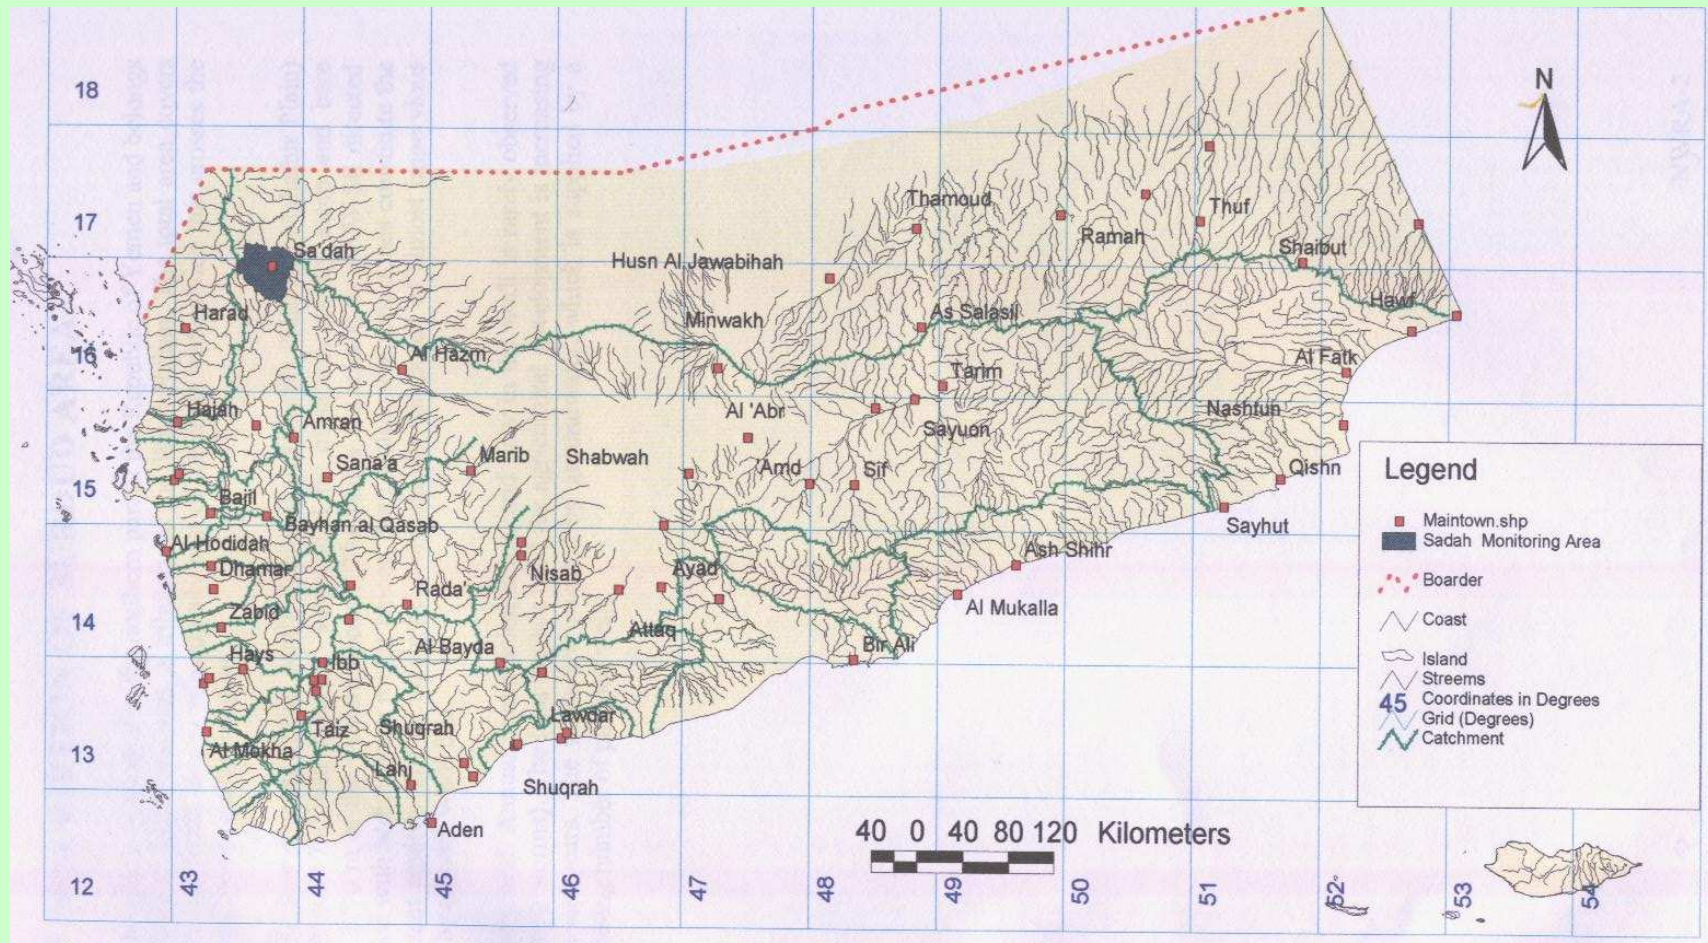 18
17
16
15
14
13
12
43
44
45
46
47
48
49
50
51
52°
53
54
N
Thamoud
Thuf
Ramah
Shaibut
Sa'dah
Husn Al Jawabihah
Harad
Minwakh
As Salasil
Hawf
Al Hazm
Al Fatk
Tarim
Hajah
Al 'Abr
Nashtun
Amran
Sayuon
Sana'a
Marib
Shabwah
'Amd
Sif
Qishn
Bajil
Bayhan al Qasab
Sayhut
Al Hodidah
Ash Shihr
Dhamar
Nisab
Ayad
Rada'
Zabid
Al Mukalla
Attaq
Al Bayda
Bir Ali
Hays
Ibb
Lawdar
Taiz
Shuqrah
Al Mokha
Lahj
Shuqrah
Aden
40 0 40 80 120 Kilometers
Legend
Maintown.shp
Sadah Monitoring Area
Boarder
Coast
Island
Streems
45 Coordinates in Degrees
Grid (Degrees)
Catchment